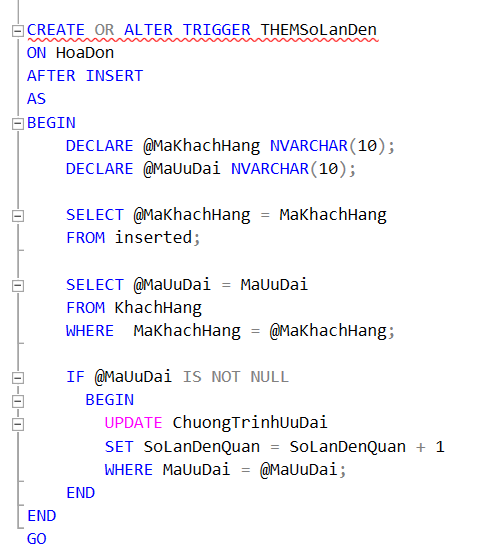 CREATE OR ALTER TRIGGER THEMSoLanDen
ON HoaDon
AFTER INSERT
AS
BEGIN
    DECLARE @MaKhachHang NVARCHAR(10);
    DECLARE @MaUuDai NVARCHAR(10);

    SELECT @MaKhachHang = MaKhachHang
    FROM inserted;

    SELECT @MaUuDai = MaUuDai
    FROM KhachHang
    WHERE  MaKhachHang = @MaKhachHang;

    IF @MaUuDai IS NOT NULL
      BEGIN
        UPDATE ChuongTrinhUuDai
        SET SoLanDenQuan = SoLanDenQuan + 1
        WHERE MaUuDai = @MaUuDai;
    END
END
GO